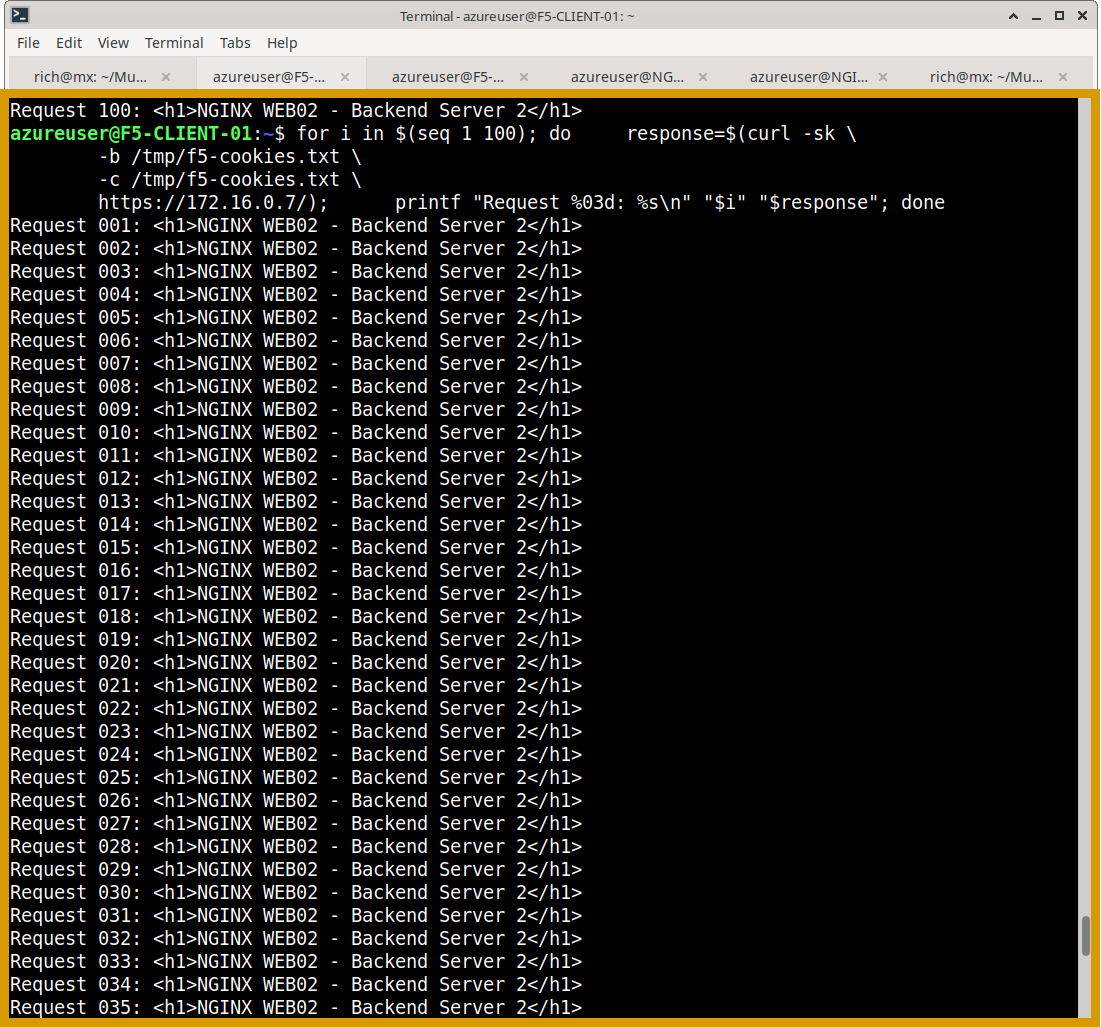 Terminal - azureuser@F5-CLIENT-01: ~
File Edit View Terminal Tabs Help
rich@mx: ~/Mu... azureuser@F5-... azureuser@F5-... azureuser@NG... azureuser@NGI... rich@mx: ~/Mu...
Request 100: <h1>NGINX WEB02 - Backend Server 2</h1>
azureuser@F5-CLIENT-01:~$ for i in $(seq 1 100); do     response=$(curl -sk \
        -b /tmp/f5-cookies.txt \
        -c /tmp/f5-cookies.txt \
        https://172.16.0.7/);      printf "Request %03d: %s\n" "$i" "$response"; done
Request 001: <h1>NGINX WEB02 - Backend Server 2</h1>
Request 002: <h1>NGINX WEB02 - Backend Server 2</h1>
Request 003: <h1>NGINX WEB02 - Backend Server 2</h1>
Request 004: <h1>NGINX WEB02 - Backend Server 2</h1>
Request 005: <h1>NGINX WEB02 - Backend Server 2</h1>
Request 006: <h1>NGINX WEB02 - Backend Server 2</h1>
Request 007: <h1>NGINX WEB02 - Backend Server 2</h1>
Request 008: <h1>NGINX WEB02 - Backend Server 2</h1>
Request 009: <h1>NGINX WEB02 - Backend Server 2</h1>
Request 010: <h1>NGINX WEB02 - Backend Server 2</h1>
Request 011: <h1>NGINX WEB02 - Backend Server 2</h1>
Request 012: <h1>NGINX WEB02 - Backend Server 2</h1>
Request 013: <h1>NGINX WEB02 - Backend Server 2</h1>
Request 014: <h1>NGINX WEB02 - Backend Server 2</h1>
Request 015: <h1>NGINX WEB02 - Backend Server 2</h1>
Request 016: <h1>NGINX WEB02 - Backend Server 2</h1>
Request 017: <h1>NGINX WEB02 - Backend Server 2</h1>
Request 018: <h1>NGINX WEB02 - Backend Server 2</h1>
Request 019: <h1>NGINX WEB02 - Backend Server 2</h1>
Request 020: <h1>NGINX WEB02 - Backend Server 2</h1>
Request 021: <h1>NGINX WEB02 - Backend Server 2</h1>
Request 022: <h1>NGINX WEB02 - Backend Server 2</h1>
Request 023: <h1>NGINX WEB02 - Backend Server 2</h1>
Request 024: <h1>NGINX WEB02 - Backend Server 2</h1>
Request 025: <h1>NGINX WEB02 - Backend Server 2</h1>
Request 026: <h1>NGINX WEB02 - Backend Server 2</h1>
Request 027: <h1>NGINX WEB02 - Backend Server 2</h1>
Request 028: <h1>NGINX WEB02 - Backend Server 2</h1>
Request 029: <h1>NGINX WEB02 - Backend Server 2</h1>
Request 030: <h1>NGINX WEB02 - Backend Server 2</h1>
Request 031: <h1>NGINX WEB02 - Backend Server 2</h1>
Request 032: <h1>NGINX WEB02 - Backend Server 2</h1>
Request 033: <h1>NGINX WEB02 - Backend Server 2</h1>
Request 034: <h1>NGINX WEB02 - Backend Server 2</h1>
Request 035: <h1>NGINX WEB02 - Backend Server 2</h1>